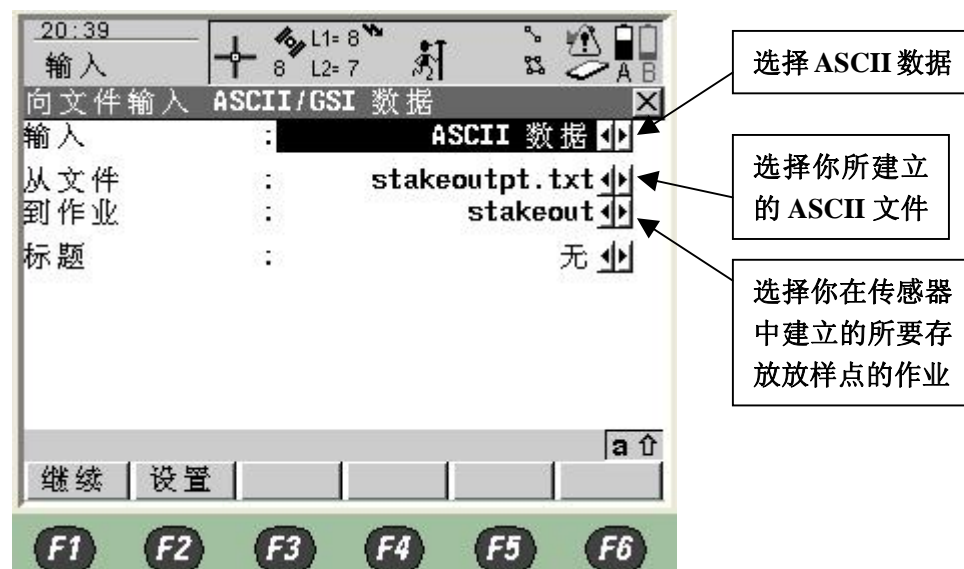 20:39
输入
L1= 8
8 L2= 7
A B
向文件输入 ASCII/GSI 数据
输入 : ASCII 数据
从文件 : stakeoutpt.txt
到作业 : stakeout
标题 : 无
a
继续 设置
F1 F2 F3 F4 F5 F6
选择 ASCII 数据
选择你所建立
的 ASCII 文件
选择你在传感器
中建立的所要存
放放样点的作业